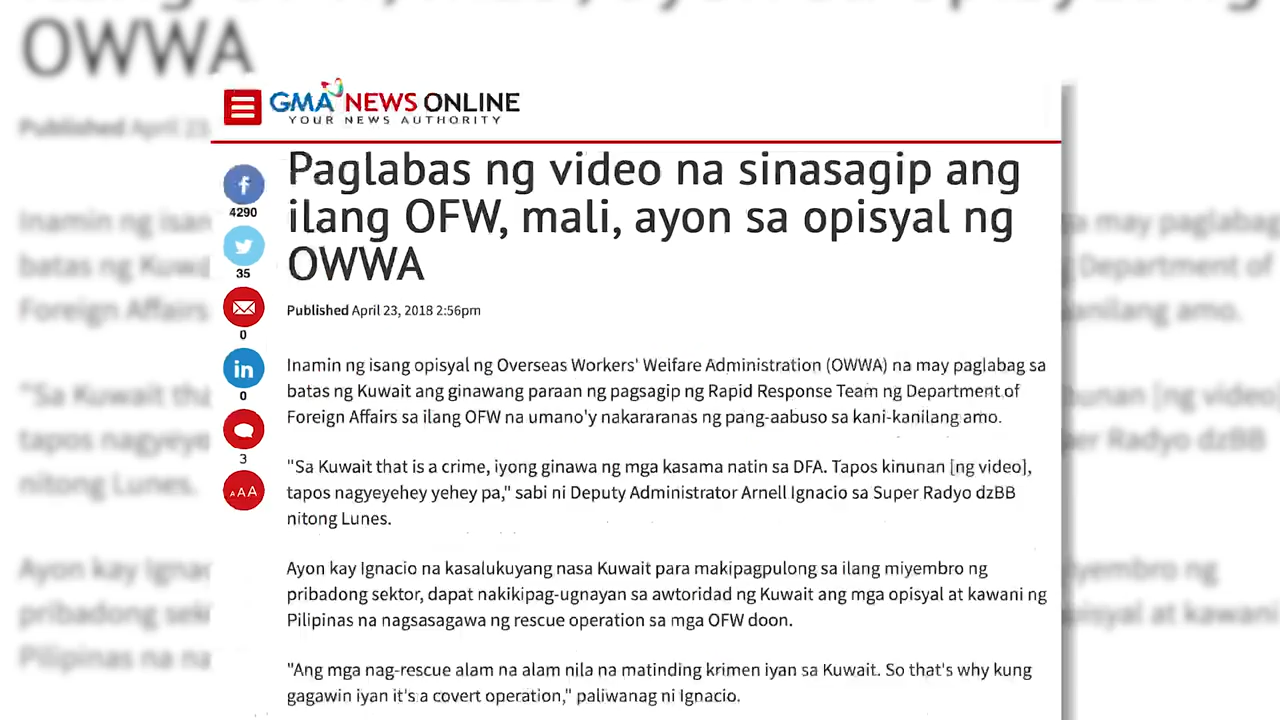 OWWA
GMA NEWS ONLINE
YOUR NEWS AUTHORITY
Paglabas ng video na sinasagip ang
ilang OFW, mali, ayon sa opisyal ng
OWWA
Published April 23, 2018 2:56pm
4290
35
0
0
3
AAA
Inamin ng isang opisyal ng Overseas Workers' Welfare Administration (OWWA) na may paglabag sa
batas ng Kuwait ang ginawang paraan ng pagsagip ng Rapid Response Team ng Department of
Foreign Affairs sa ilang OFW na umano'y nakararanas ng pang-aabuso sa kani-kanilang amo.
"Sa Kuwait that is a crime, iyong ginawa ng mga kasama natin sa DFA. Tapos kinunan [ng video],
tapos nagyeyehey yehey pa," sabi ni Deputy Administrator Arnell Ignacio sa Super Radyo dzBB
nitong Lunes.
Ayon kay Ignacio na kasalukuyang nasa Kuwait para makipagpulong sa ilang miyembro ng
pribadong sektor, dapat nakikipag-ugnayan sa awtoridad ng Kuwait ang mga opisyal at kawani ng
Pilipinas na nagsasagawa ng rescue operation sa mga OFW doon.
"Ang mga nag-rescue alam na alam nila na matinding krimen iyan sa Kuwait. So that's why kung
gagawin iyan it's a covert operation," paliwanag ni Ignacio.